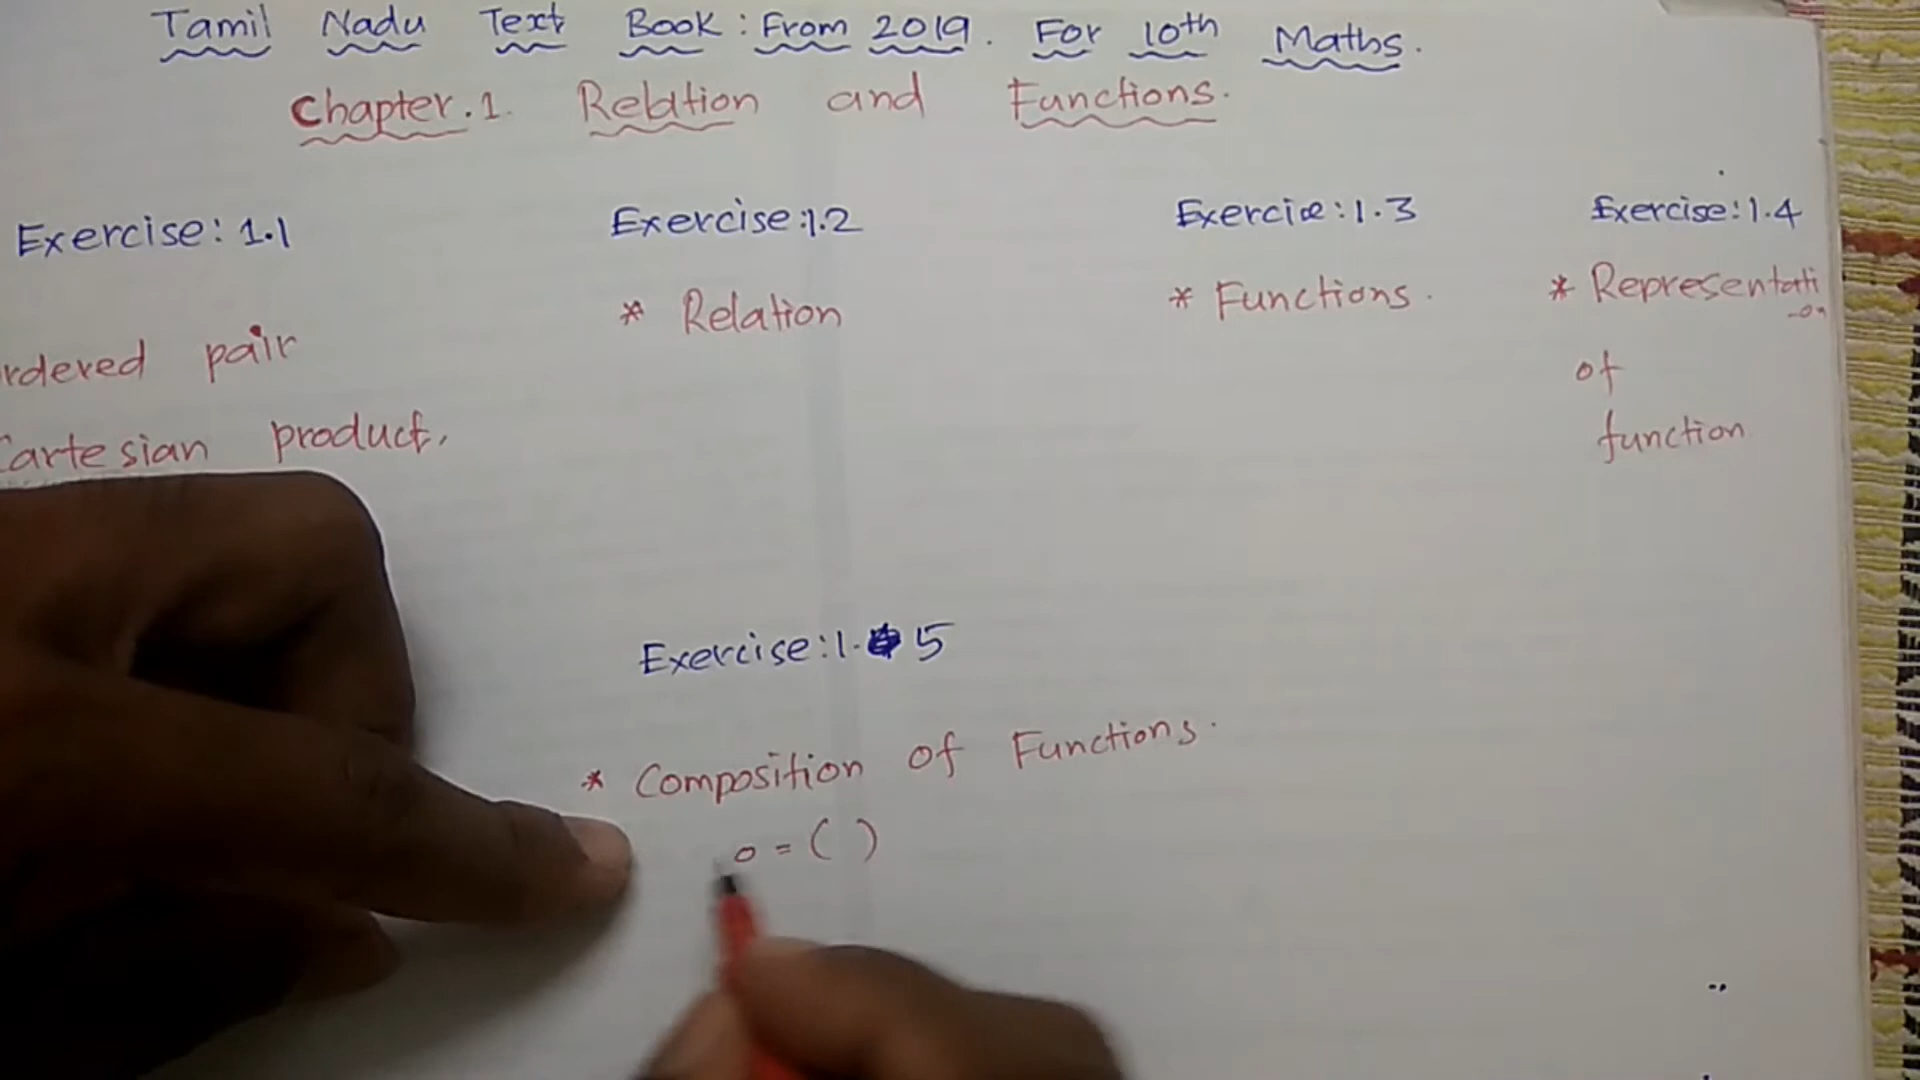 Tamil Nadu Text Book: From 2019. For 10th Maths.
Chapter.1. Relation and Functions.
Exercise: 1.1
rdered pair
Cartesian product,
Exercise:1.2
* Relation
Exercise:1.3
* Functions.
Exercise:1.4
* Representati
-on
of
function
Exercise:1.5
* Composition of Functions.
o = ( )